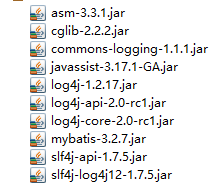 asm-3.3.1.jar
cglib-2.2.2.jar
commons-logging-1.1.1.jar
javassist-3.17.1-GA.jar
log4j-1.2.17.jar
log4j-api-2.0-rc1.jar
log4j-core-2.0-rc1.jar
mybatis-3.2.7.jar
slf4j-api-1.7.5.jar
slf4j-log4j12-1.7.5.jar